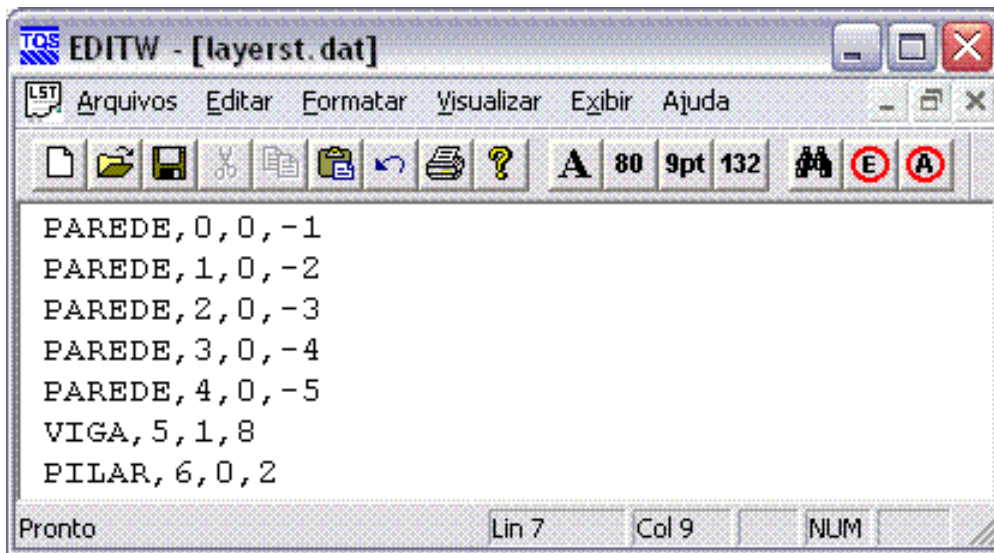 TQS EDITW - [layerst.dat]
LST Arquivos Editar Formatar Visualizar Exibir Ajuda
A 80 9pt 132 E A
PAREDE,0,0,-1
PAREDE,1,0,-2
PAREDE,2,0,-3
PAREDE,3,0,-4
PAREDE,4,0,-5
VIGA,5,1,8
PILAR,6,0,2
Pronto Lin 7 Col 9 NUM